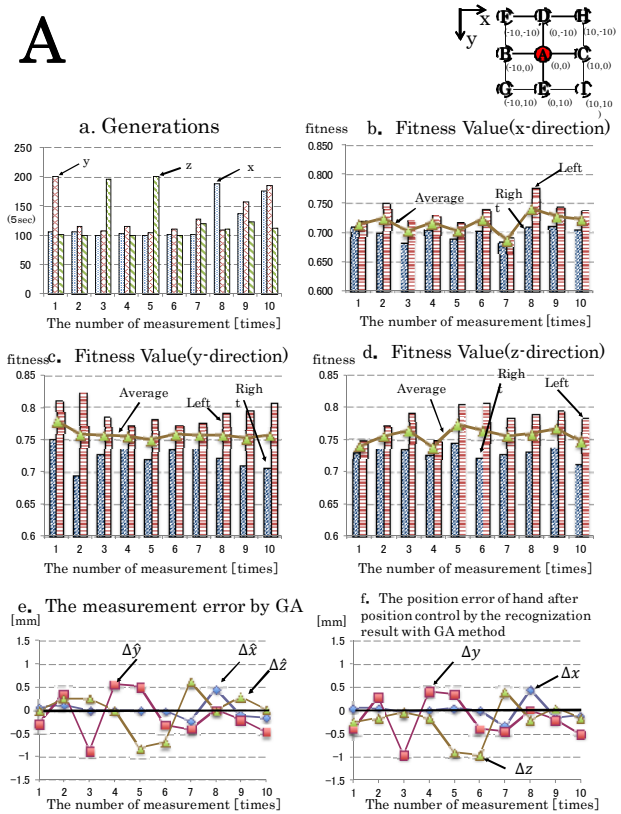 A
x
y
F D H
(-10,-10) (0,-10) (10,-10)
B A C
(-10,0) (0,0) (10,0)
G E I
(-10,10) (0,10) (10,10
)
a. Generations
250
200
150
(5sec)
100
50
0
y
z
x
1 2 3 4 5 6 7 8 9 10
The number of measurement [times]
fitness b. Fitness Value(x-direction)
0.850
0.800
0.750
0.700
0.650
0.600
Average
Righ
t
Left
1 2 3 4 5 6 7 8 9 10
The number of measurement [times]
fitness c. Fitness Value(y-direction)
0.85
0.8
0.75
0.7
0.65
0.6
Average
Left
Righ
t
1 2 3 4 5 6 7 8 9 10
The number of measurement [times]
fitness d. Fitness Value(z-direction)
0.85
0.8
0.75
0.7
0.65
0.6
Average
Righ
t
Left
1 2 3 4 5 6 7 8 9 10
The number of measurement [times]
e. The measurement error by GA
[mm]
1.5
1
0.5
0
−0.5
−1
−1.5
Δŷ
Δx̂
Δẑ
1 2 3 4 5 6 7 8 9 10
The number of measurement [times]
f. The position error of hand after
position control by the recognization
result with GA method
[mm]
1.5
1
0.5
0
−0.5
−1
−1.5
Δy
Δx
Δz
1 2 3 4 5 6 7 8 9 10
The number of measurement [times]